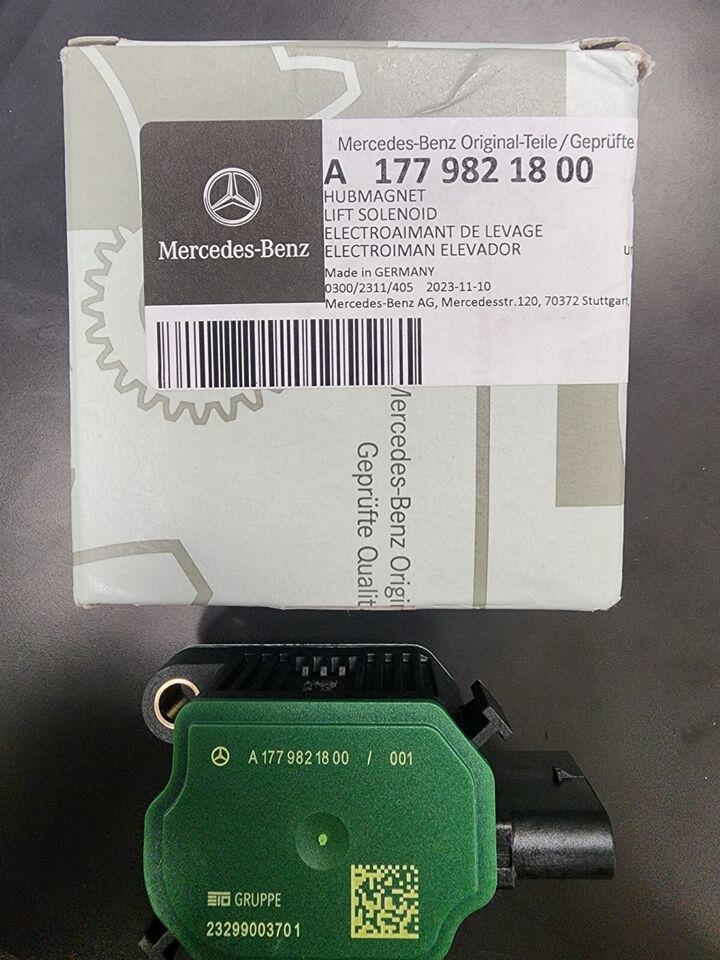 Mercedes-Benz
Mercedes-Benz Original-Teile/Geprüfte
A 177 982 18 00
HUBMAGNET
LIFT SOLENOID
ELECTROAIMANT DE LEVAGE
ELECTROIMAN ELEVADOR
Made in GERMANY
0300/2311/405 2023-11-10
Mercedes-Benz AG, Mercedesstr.120, 70372 Stuttgart,
Mercedes-Benz Origi
Geprüfte Qualit
A 177 982 18 00 / 001
ETO GRUPPE
23299003701